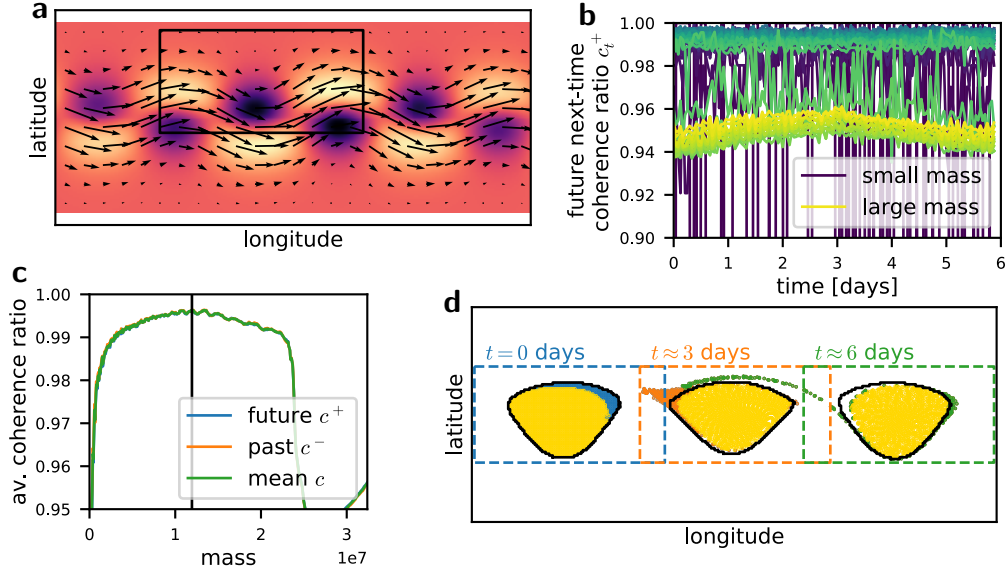 a
latitude
longitude
b
future next-time
coherence ratio c_t^+
1.00
0.98
0.96
0.94
0.92
0.90
small mass
large mass
0 1 2 3 4 5 6
time [days]
c
av. coherence ratio
1.00
0.99
0.98
0.97
0.96
0.95
future c^+
past c^-
mean c
0 1 2 3
1e7
mass
d
t=0 days t≈3 days t≈6 days
latitude
longitude